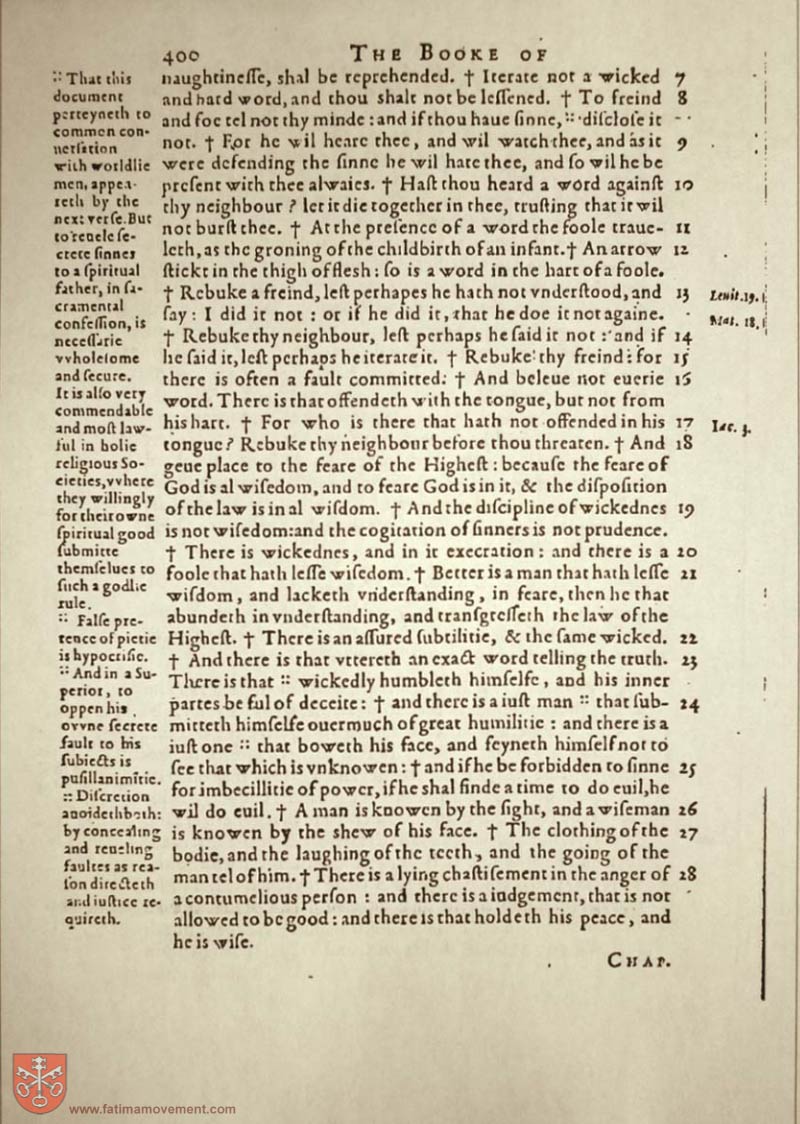 400 THE BOOKE OF
⸬ That this
document
perteyneth to
common con-
uersation
with worldlie
men, appea-
reth by the
next verse. But
to reuele se-
crete sinnes
to a spiritual
father, in sa-
cramental
confession, is
necessarie
vvholesome
and secure.
It is also very
commendable
and most law-
ful in holie
religious So-
cieties, vvhere
they willingly
for their owne
spiritual good
submitte
themselues to
such a godlie
rule.
⸬ False pre-
tence of pietie
is hypocrisie.
⸬ And in a Su-
perior, to
oppen his
ovvne secrete
fault to his
subiects is
pusillanimitie.
⸬ Discretion
auoideth both:
by concealing
and reueling
faultes as rea-
son directeth
and iustice re-
quireth.
naughtinesse, shal be reprehended. † Iterate not a wicked 7
and hard word, and thou shalt not be lessened. † To freind 8
and foe tel not thy minde: and if thou haue sinne, ⸬ disclose it
not. † For he wil heare thee, and wil watch thee, and as it 9
were defending the sinne he wil hate thee, and so wil he be
present with thee alwaies. † Hast thou heard a word against 10
thy neighbour? let it die together in thee, trusting that it wil
not burst thee. † At the presence of a word the foole traue- 11
leth, as the groning of the childbirth of an infant. † An arrow 12
stickt in the thigh of flesh: so is a word in the hart of a foole.
† Rebuke a freind, lest perhapes he hath not vnderstood, and 13 Leuit. 19.
say: I did it not: or if he did it, that he doe it not againe. Mat. 18.
† Rebuke thy neighbour, lest perhaps he said it not: and if 14
he said it, lest perhaps he iterate it. † Rebuke thy freind: for 15
there is often a fault committed: † And beleue not euerie 16
word. There is that offendeth with the tongue, but not from
his hart. † For who is there that hath not offended in his 17 Iac. 3.
tongue? Rebuke thy neighbour before thou threaten. † And 18
geue place to the feare of the Highest: because the feare of
God is al wisedom, and to feare God is in it, & the disposition
of the law is in al wisdom. † And the discipline of wickednes 19
is not wisedom: and the cogitation of sinners is not prudence.
† There is wickednes, and in it execration: and there is a 20
foole that hath lesse wisedom. † Better is a man that hath lesse 21
wisdom, and lacketh vnderstanding, in feare, then he that
abundeth in vnderstanding, and transgresseth the law of the
Highest. † There is an assured subtilitie, & the same wicked. 22
† And there is that vttereth an exact word telling the truth. 23
There is that ⸬ wickedly humbleth himselfe, and his inner
partes be ful of deceite: † and there is a iust man ⸬ that sub- 24
mitteth himselfe ouermuch of great humilitie: and there is a
iust one ⸬ that boweth his face, and feyneth himself not to
see that which is vnknowen: † and if he be forbidden to sinne 25
for imbecillitie of power, if he shal finde a time to do euil, he
wil do euil. † A man is knowen by the sight, and a wiseman 26
is knowen by the shew of his face. † The clothing of the 27
bodie, and the laughing of the teeth, and the going of the
man tel of him. † There is a lying chastisement in the anger of 28
a contumelious person: and there is a iudgement, that is not
allowed to be good: and there is that holdeth his peace, and
he is wise.
CHAP.
www.fatimamovement.com